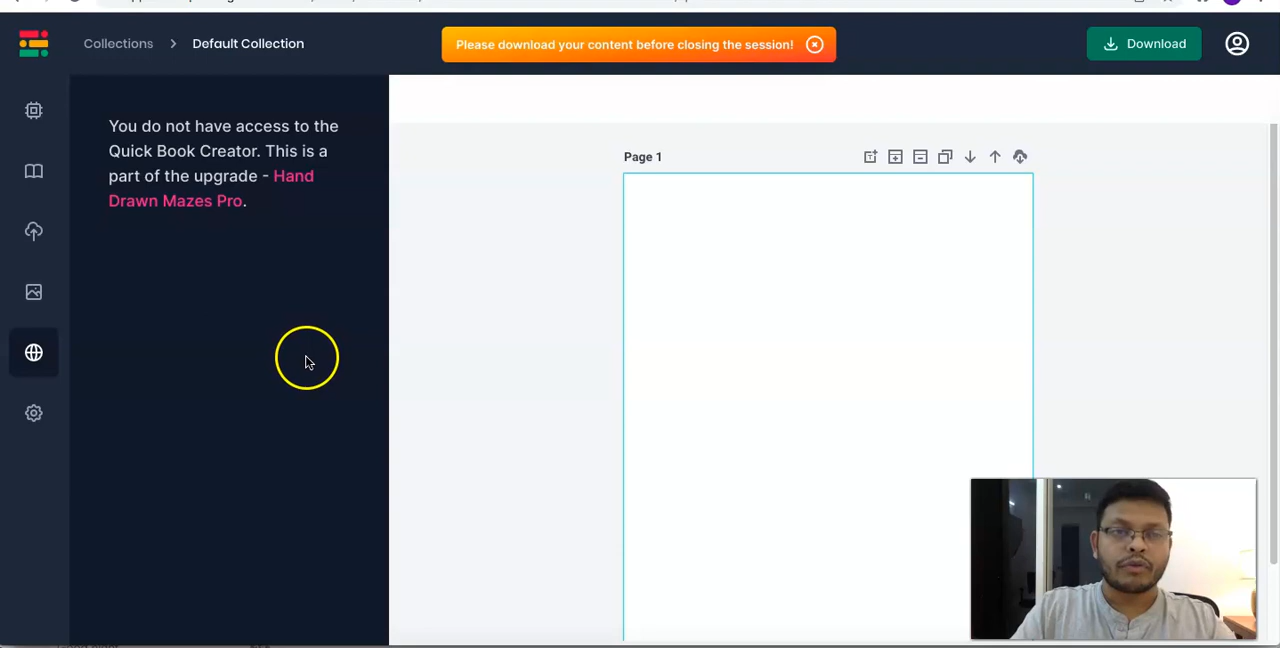 Collections > Default Collection
Please download your content before closing the session!
Download
You do not have access to the
Quick Book Creator. This is a
part of the upgrade - Hand
Drawn Mazes Pro.
Page 1